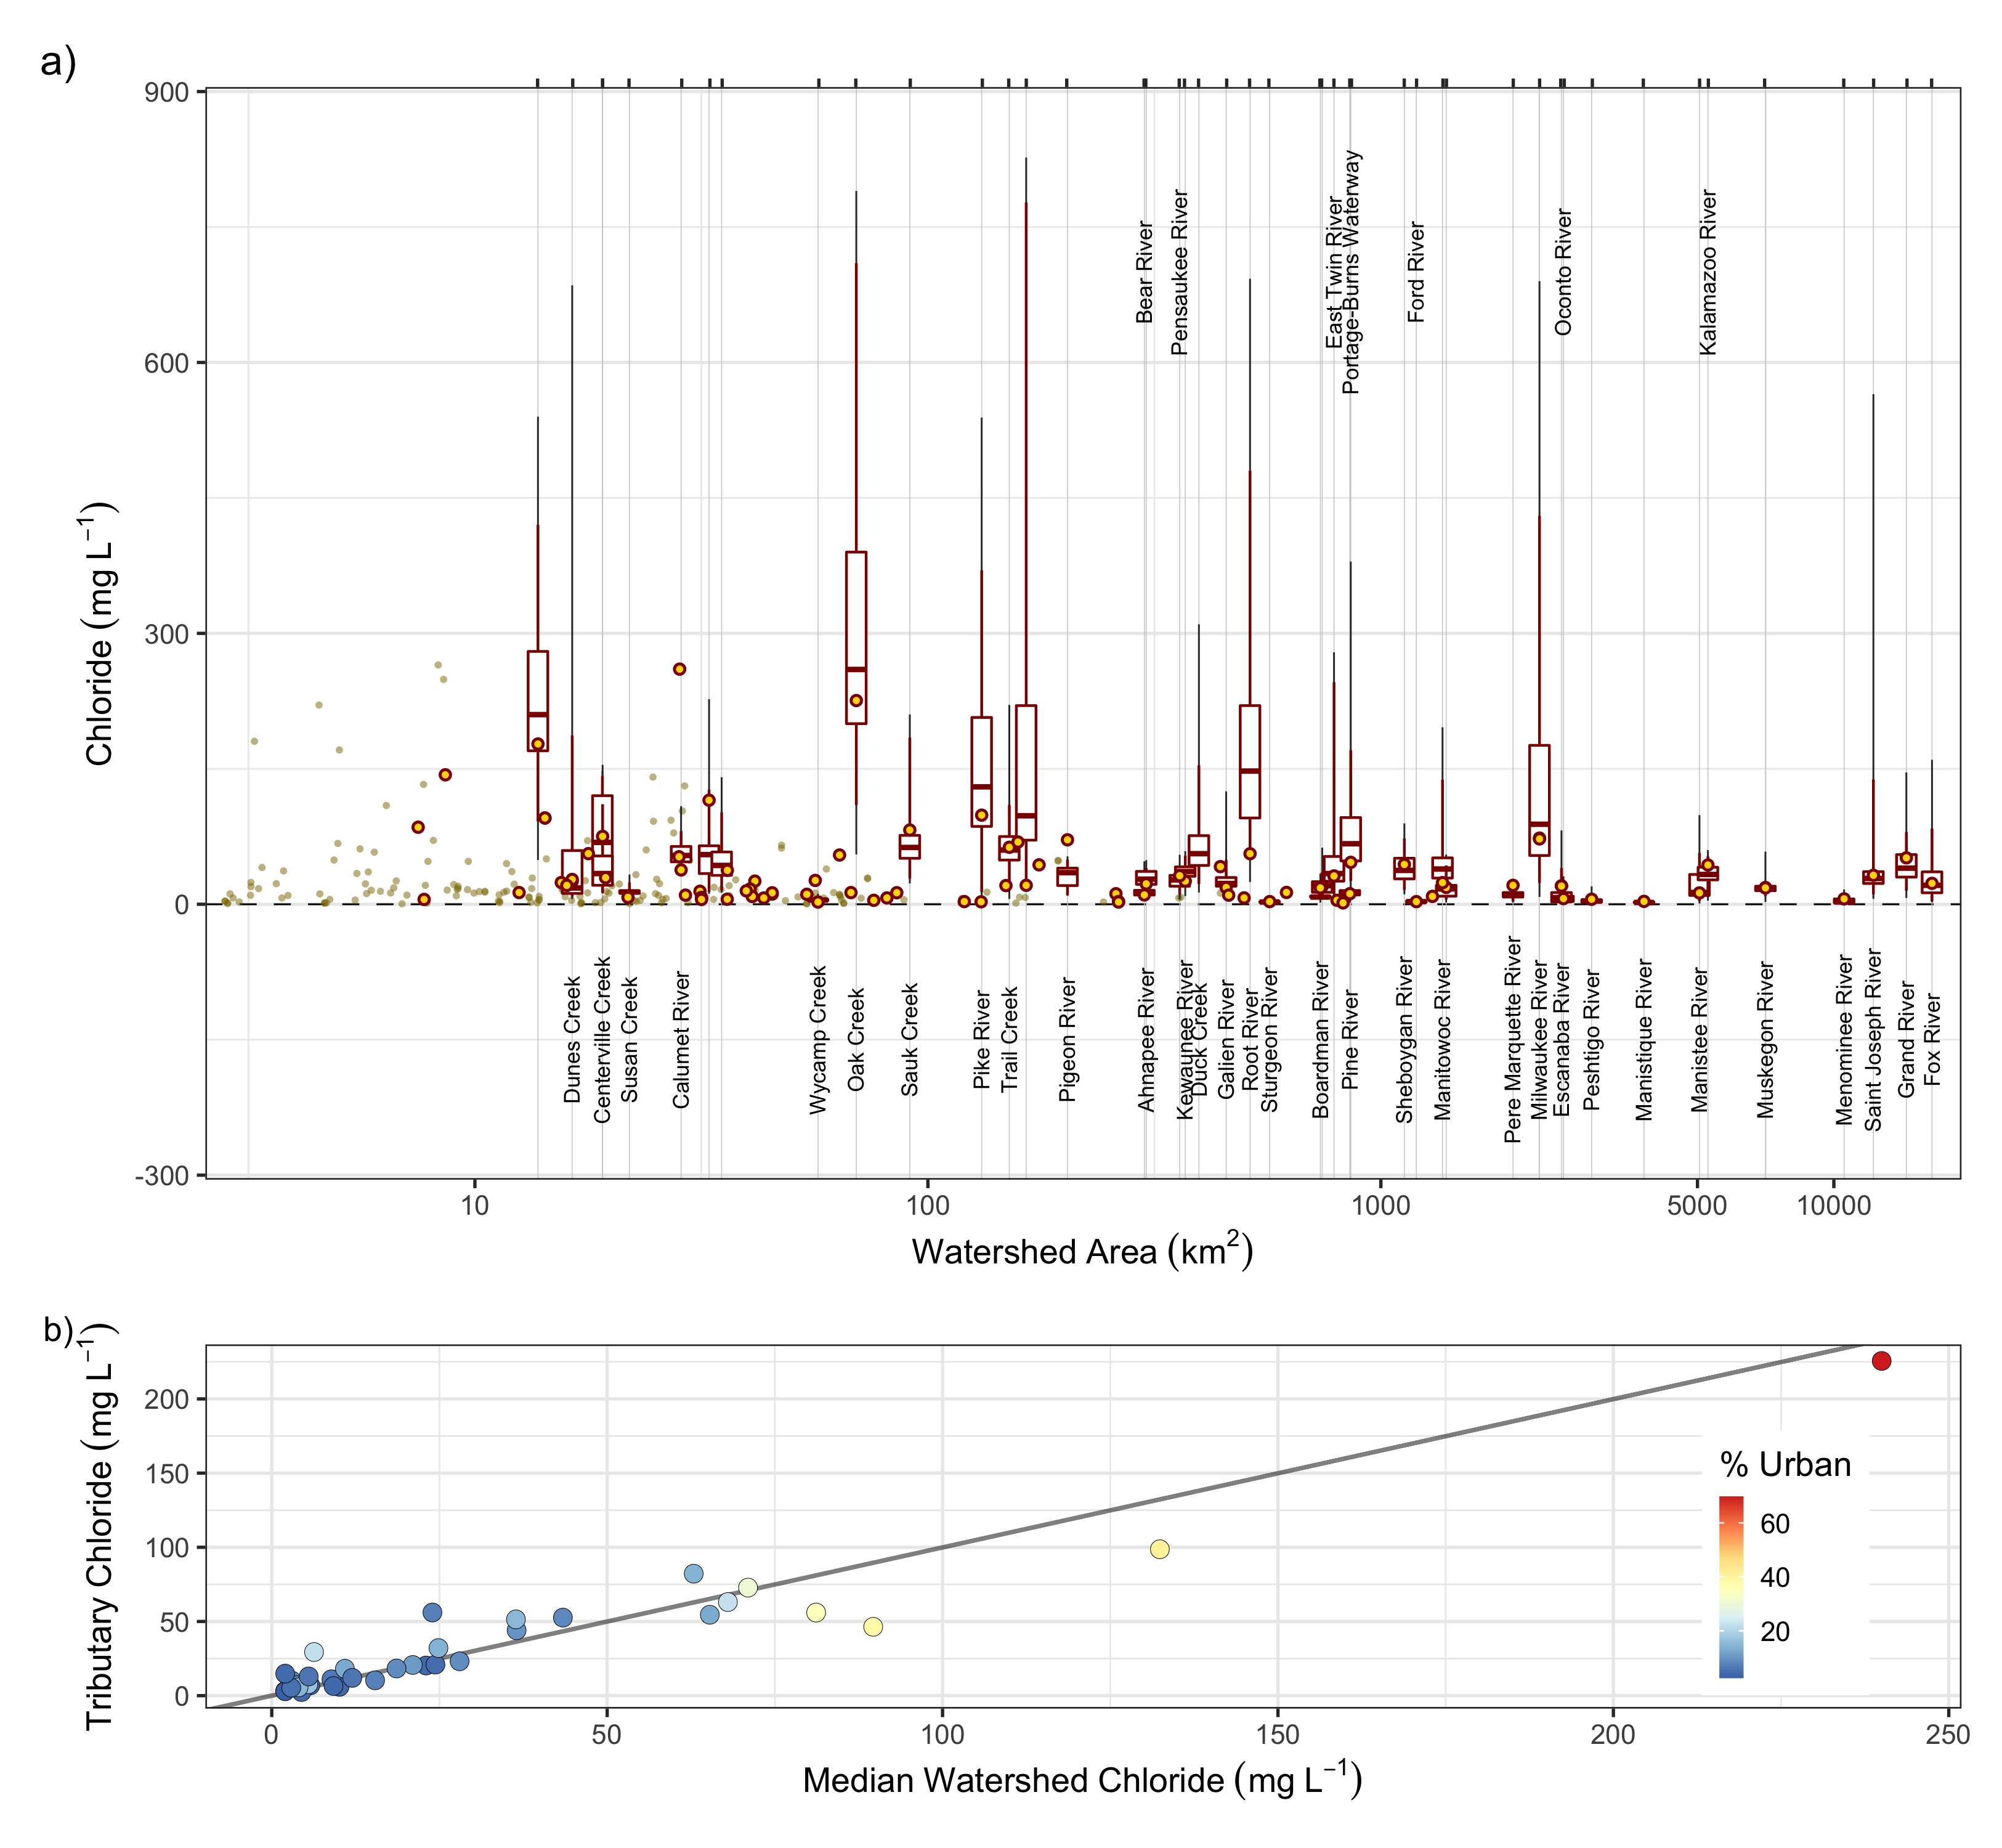 a)
900
600
300
0
-300
Chloride (mg L⁻¹)
Bear River
Pensaukee River
East Twin River
Portage-Burns Waterway
Ford River
Oconto River
Kalamazoo River
Dunes Creek
Centerville Creek
Susan Creek
Calumet River
Wycamp Creek
Oak Creek
Sauk Creek
Pike River
Trail Creek
Pigeon River
Ahnapee River
Kewaunee River
Duck Creek
Galien River
Root River
Sturgeon River
Boardman River
Pine River
Sheboygan River
Manitowoc River
Pere Marquette River
Milwaukee River
Escanaba River
Peshtigo River
Manistique River
Manistee River
Muskegon River
Menominee River
Saint Joseph River
Grand River
Fox River
10 100 1000 5000 10000
Watershed Area (km²)
b)
Tributary Chloride (mg L⁻¹)
200
150
100
50
0
% Urban
60
40
20
0 50 100 150 200 250
Median Watershed Chloride (mg L⁻¹)